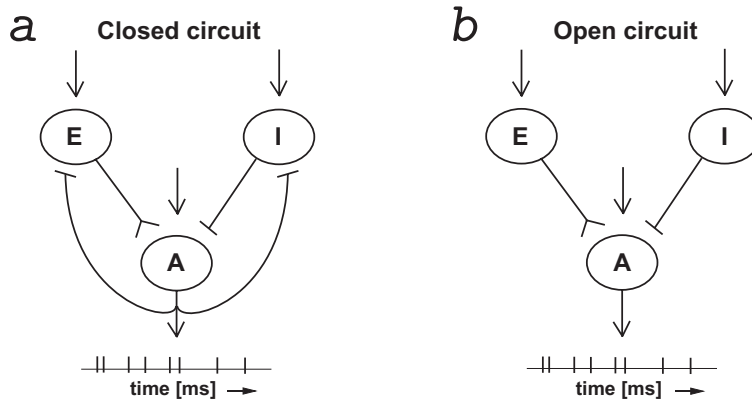 a Closed circuit
E I
A
time [ms]
b Open circuit
E I
A
time [ms]